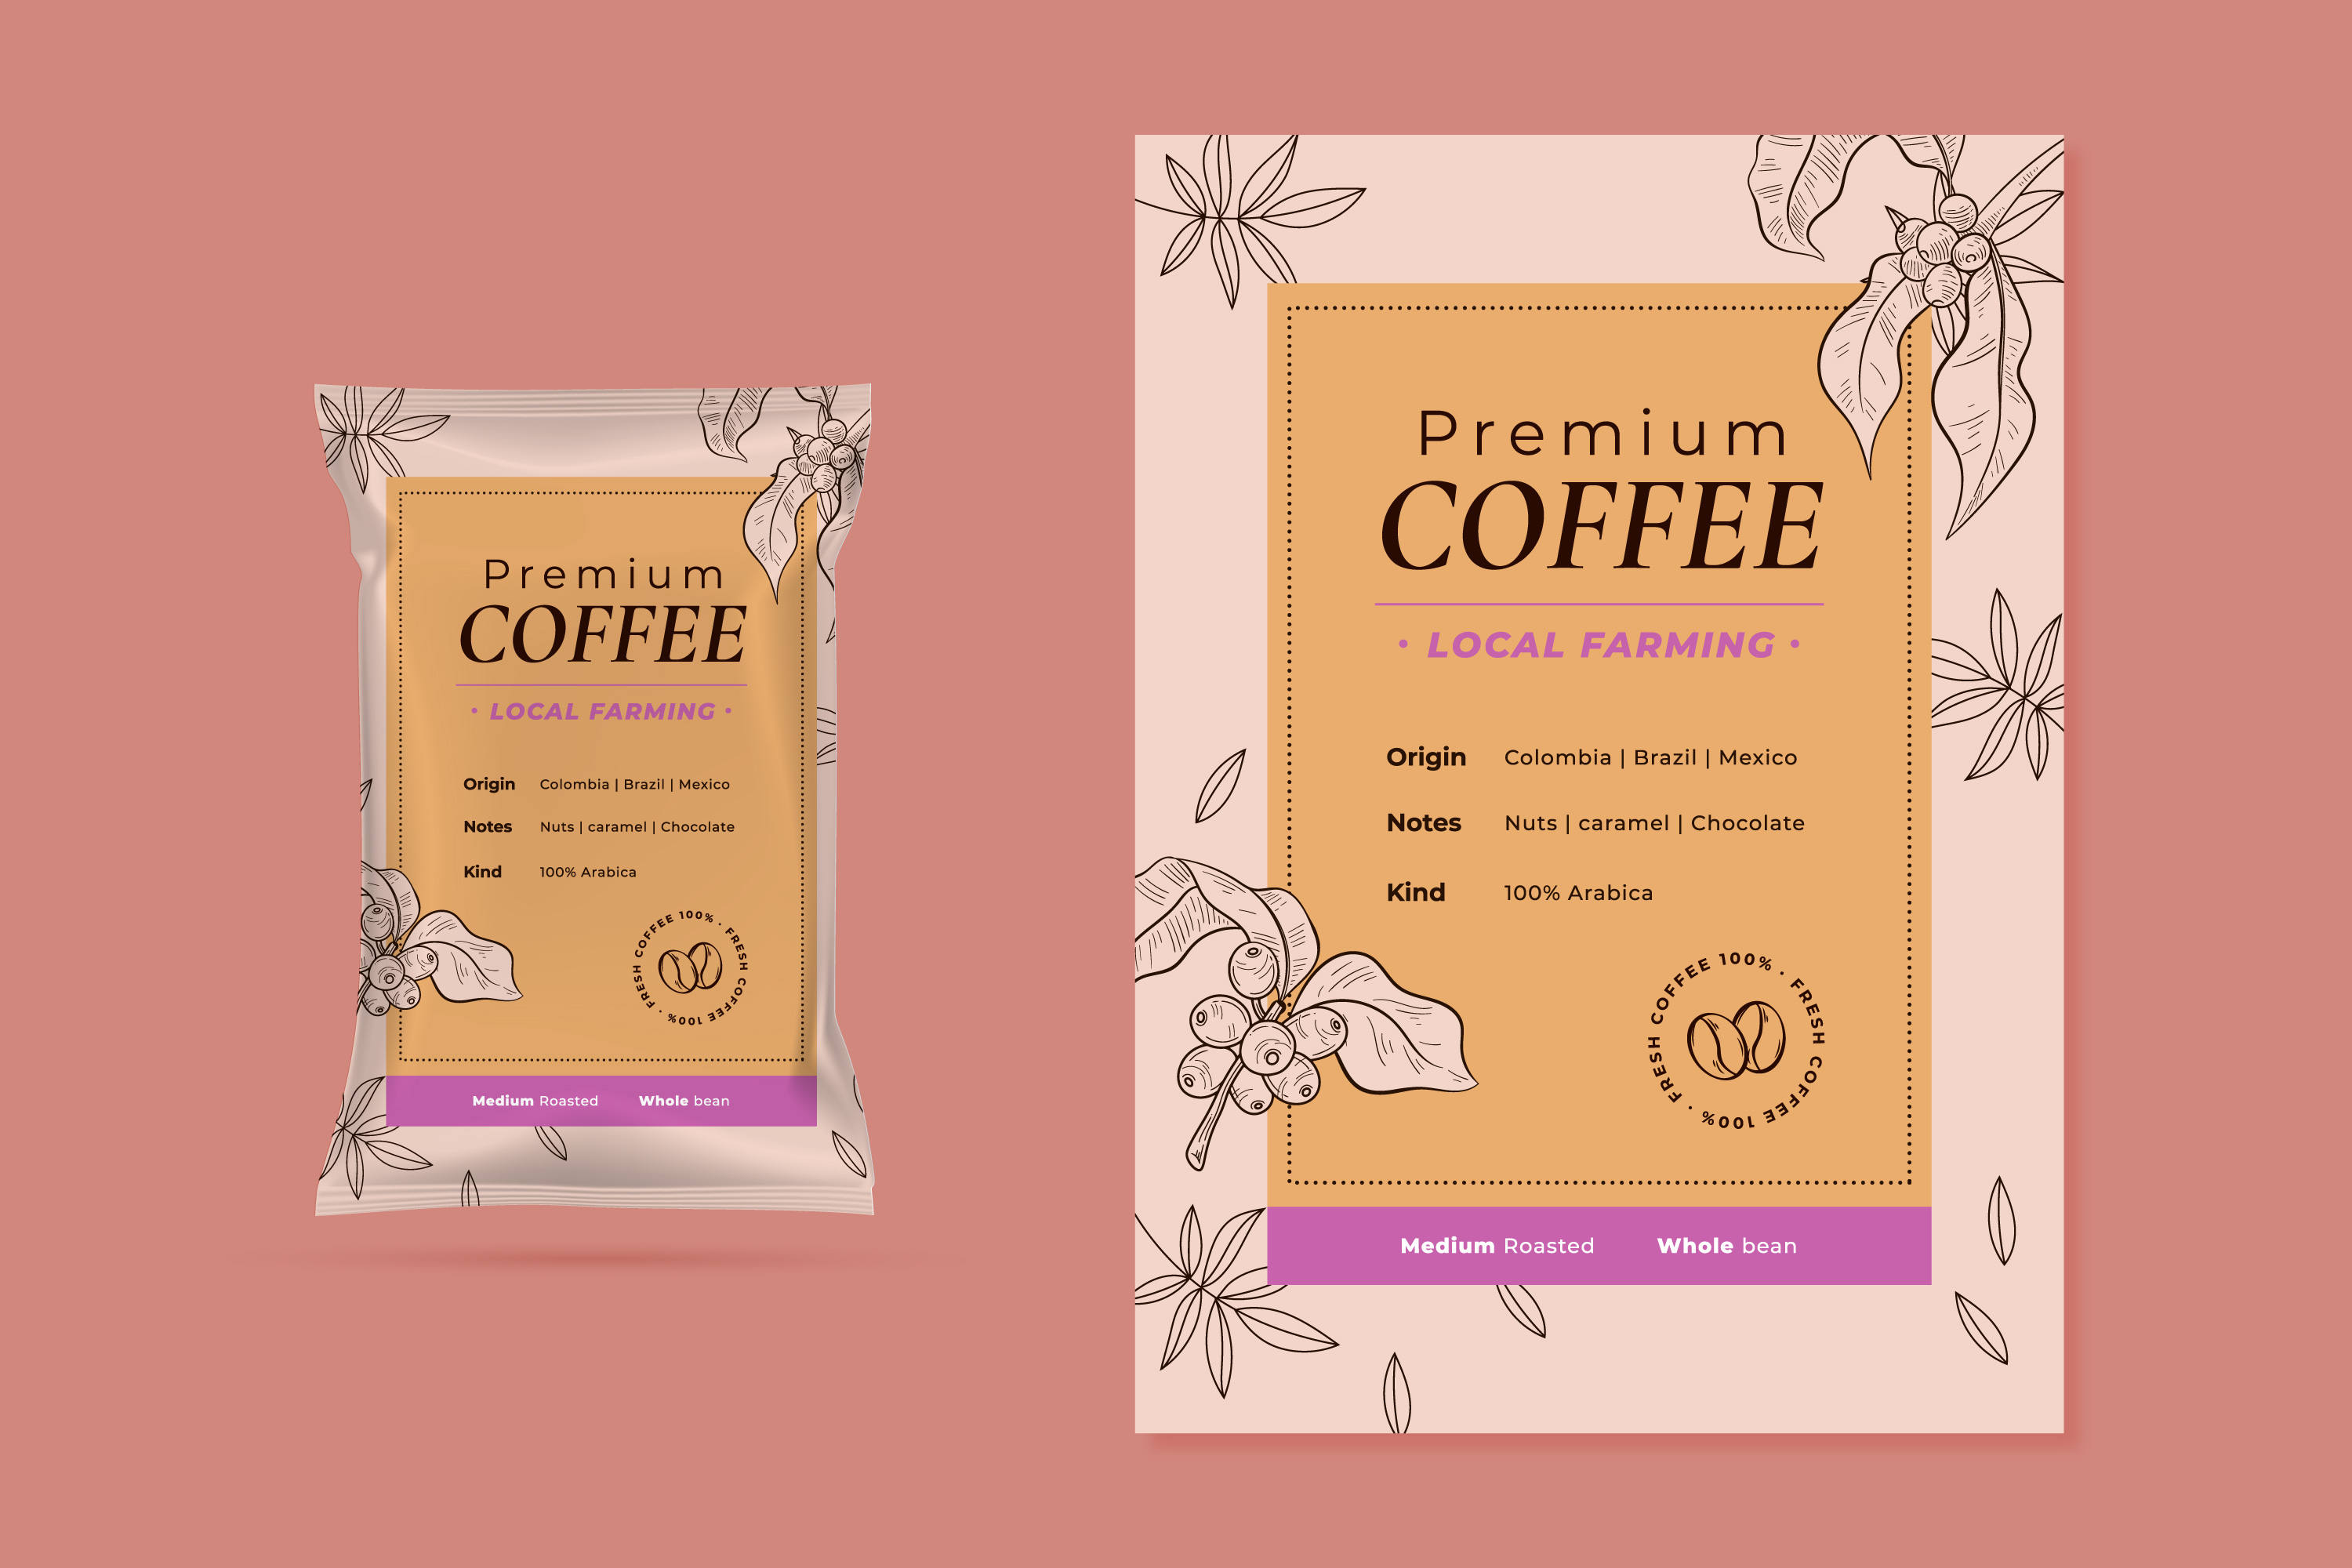 Premium
COFFEE
• LOCAL FARMING •
Origin Colombia | Brazil | Mexico
Notes Nuts | caramel | Chocolate
Kind 100% Arabica
FRESH COFFEE 100% · FRESH COFFEE 100% ·
Medium Roasted Whole bean
Premium
COFFEE
• LOCAL FARMING •
Origin Colombia | Brazil | Mexico
Notes Nuts | caramel | Chocolate
Kind 100% Arabica
FRESH COFFEE 100% · FRESH COFFEE 100% ·
Medium Roasted Whole bean